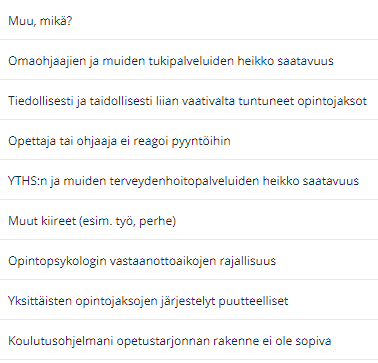 Muu, mikä?
Omaohjaajien ja muiden tukipalveluiden heikko saatavuus
Tiedollisesti ja taidollisesti liian vaativalta tuntuneet opintojaksot
Opettaja tai ohjaaja ei reagoi pyyntöihin
YTHS:n ja muiden terveydenhoitopalveluiden heikko saatavuus
Muut kiireet (esim. työ, perhe)
Opintopsykologin vastaanottoaikojen rajallisuus
Yksittäisten opintojaksojen järjestelyt puutteelliset
Koulutusohjelmani opetustarjonnan rakenne ei ole sopiva